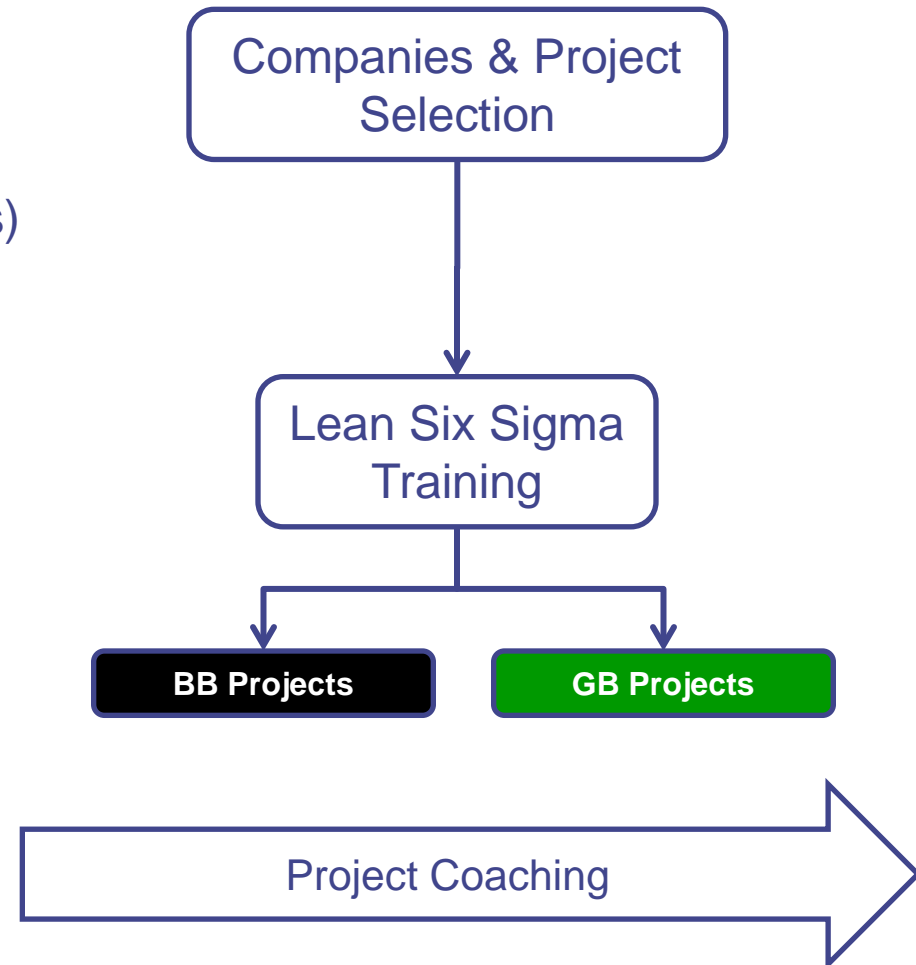 Companies & Project
Selection
s)
Lean Six Sigma
Training
BB Projects
GB Projects
Project Coaching